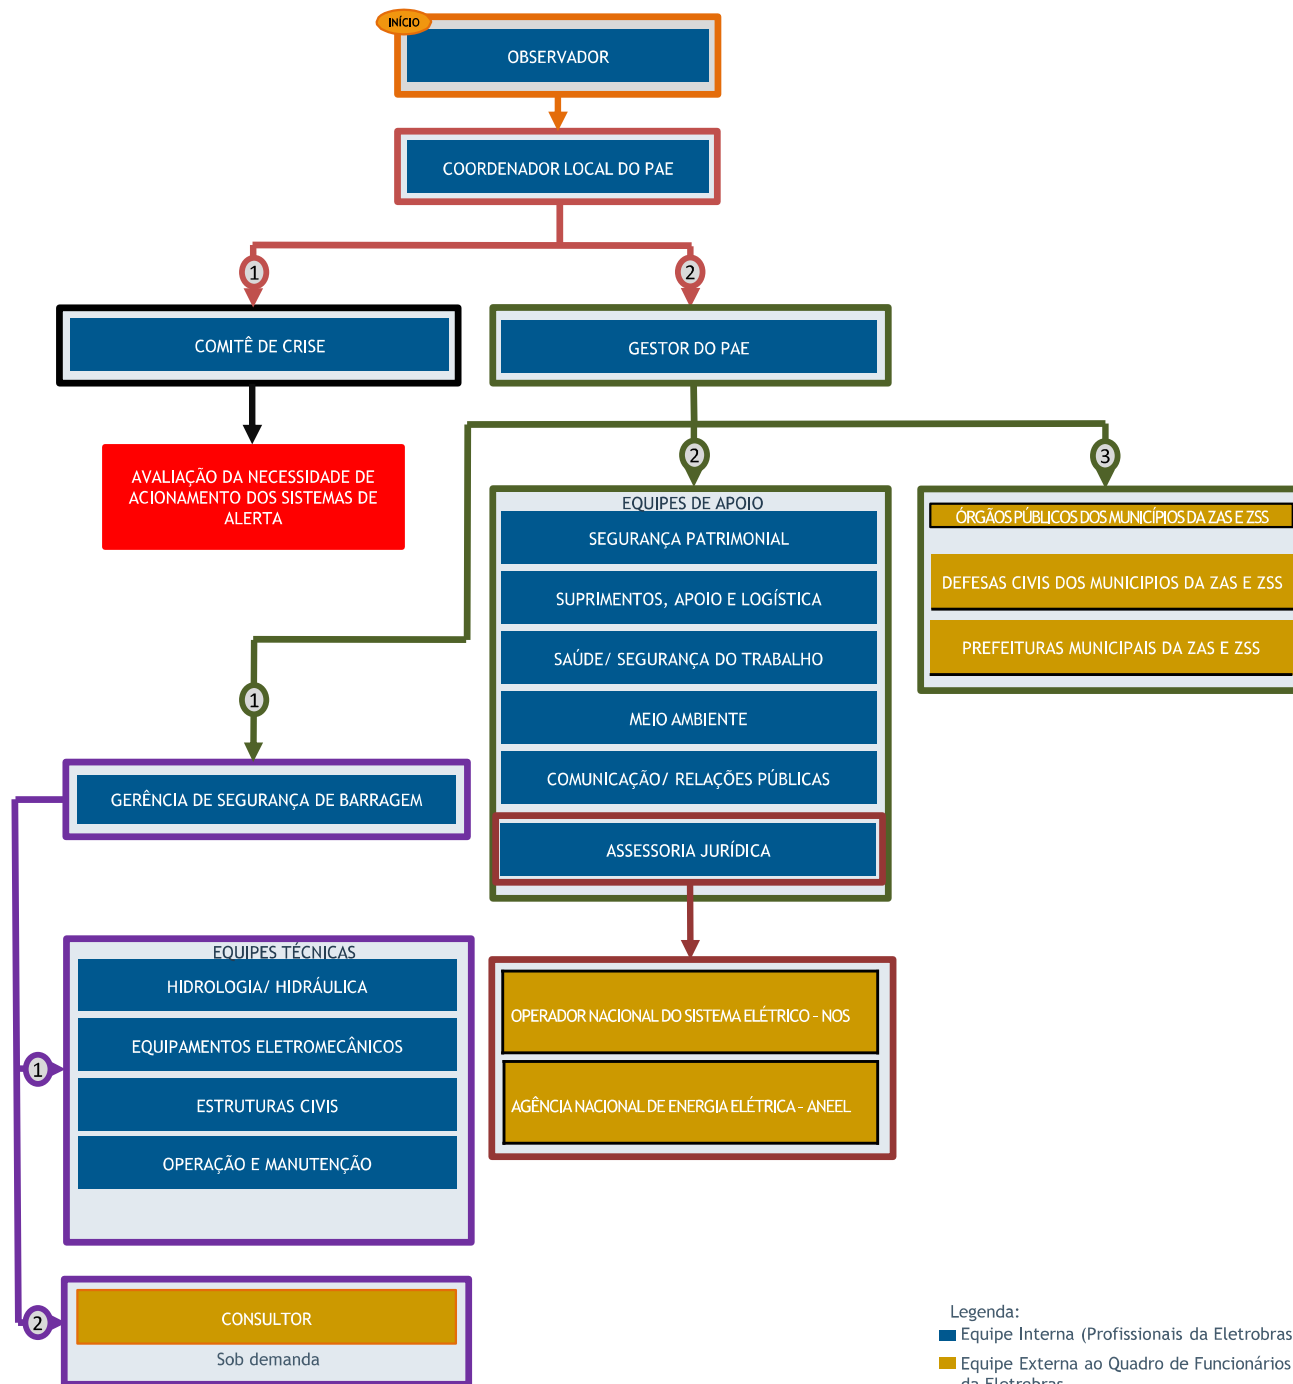 INÍCIO
OBSERVADOR
COORDENADOR LOCAL DO PAE
1
2
COMITÊ DE CRISE
GESTOR DO PAE
AVALIAÇÃO DA NECESSIDADE DE
ACIONAMENTO DOS SISTEMAS DE
ALERTA
2
3
EQUIPES DE APOIO
SEGURANÇA PATRIMONIAL
SUPRIMENTOS, APOIO E LOGÍSTICA
SAÚDE/ SEGURANÇA DO TRABALHO
MEIO AMBIENTE
COMUNICAÇÃO/ RELAÇÕES PÚBLICAS
ASSESSORIA JURÍDICA
ÓRGÃOS PÚBLICOS DOS MUNICÍPIOS DA ZAS E ZSS
DEFESAS CIVIS DOS MUNICIPIOS DA ZAS E ZSS
PREFEITURAS MUNICIPAIS DA ZAS E ZSS
1
GERÊNCIA DE SEGURANÇA DE BARRAGEM
EQUIPES TÉCNICAS
HIDROLOGIA/ HIDRÁULICA
EQUIPAMENTOS ELETROMECÂNICOS
1
ESTRUTURAS CIVIS
OPERAÇÃO E MANUTENÇÃO
OPERADOR NACIONAL DO SISTEMA ELÉTRICO – NOS
AGÊNCIA NACIONAL DE ENERGIA ELÉTRICA – ANEEL
2
CONSULTOR
Sob demanda
Legenda:
Equipe Interna (Profissionais da Eletrobras
Equipe Externa ao Quadro de Funcionários
da Eletrobras